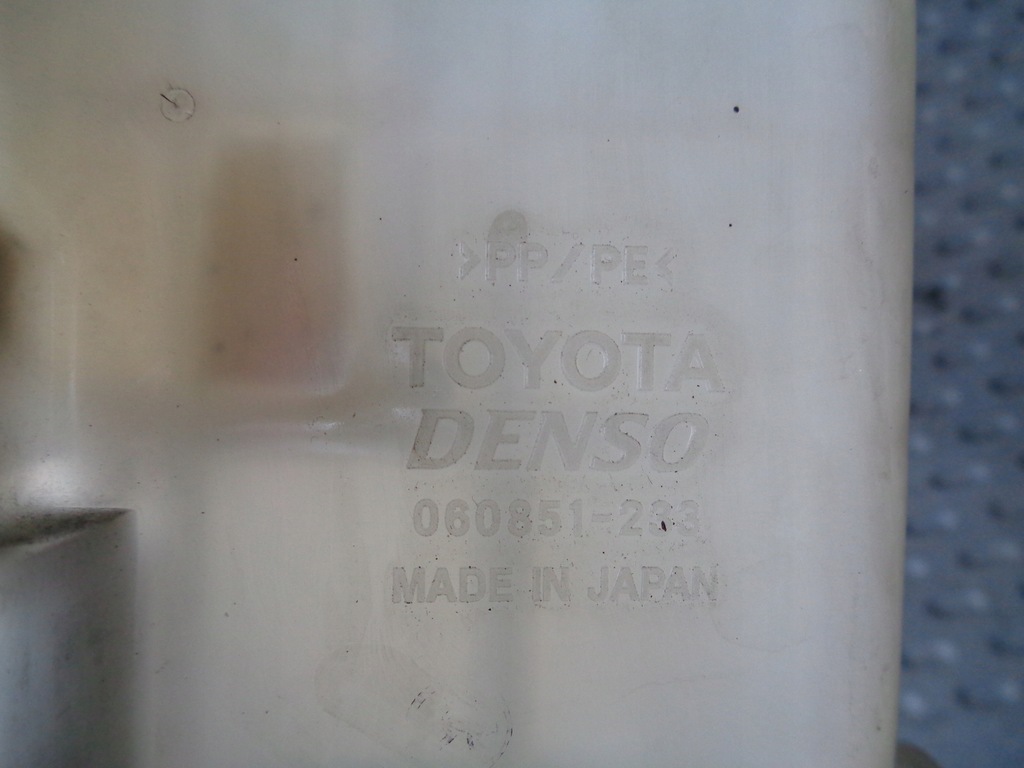 >PP/PE<
TOYOTA
DENSO
060851-233
MADE IN JAPAN